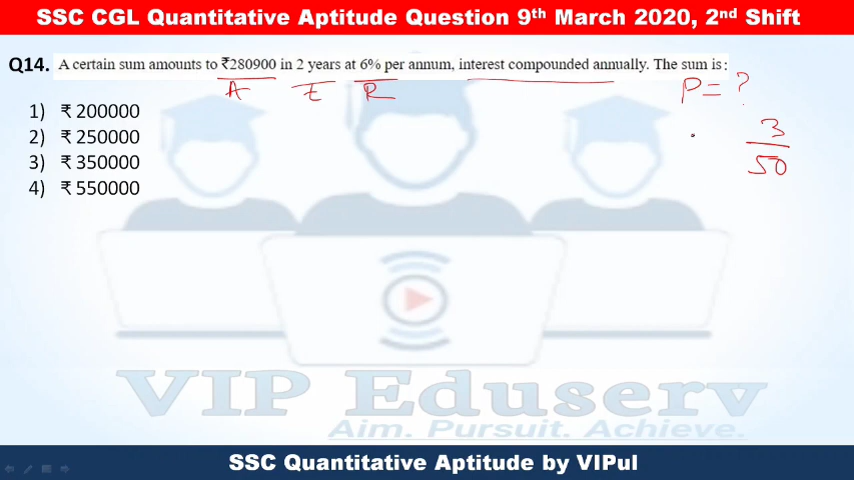 SSC CGL Quantitative Aptitude Question 9th March 2020, 2nd Shift
Q14. A certain sum amounts to ₹280900 in 2 years at 6% per annum, interest compounded annually. The sum is:
A t R P = ?
1) ₹ 200000
2) ₹ 250000
3) ₹ 350000
4) ₹ 550000
3
50
VIP Eduserv
Aim. Pursuit. Achieve.
SSC Quantitative Aptitude by VIPul